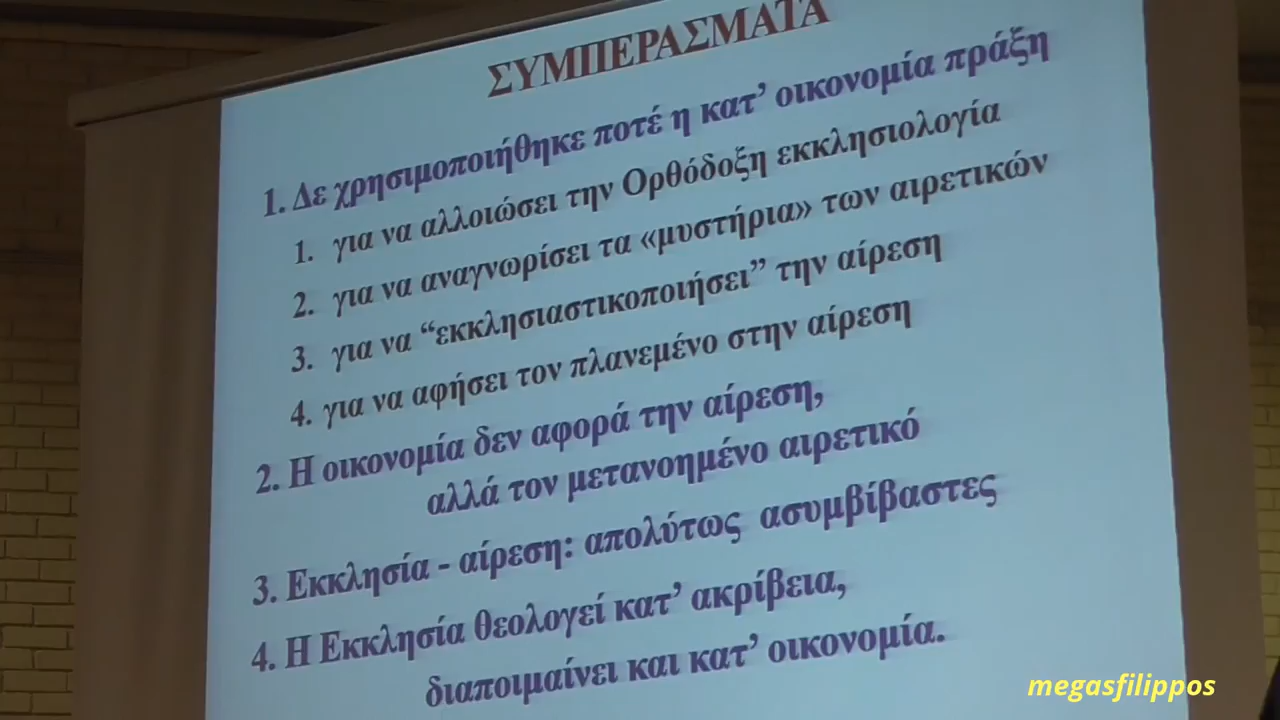 ΣΥΜΠΕΡΑΣΜΑΤΑ
1. Δε χρησιμοποιήθηκε ποτέ η κατ’ οικονομία πράξη
1. για να αλλοιώσει την Ορθόδοξη εκκλησιολογία
2. για να αναγνωρίσει τα «μυστήρια» των αιρετικών
3. για να “εκκλησιαστικοποιήσει” την αίρεση
4. για να αφήσει τον πλανεμένο στην αίρεση
2. Η οικονομία δεν αφορά την αίρεση,
αλλά τον μετανοημένο αιρετικό
3. Εκκλησία - αίρεση: απολύτως ασυμβίβαστες
4. Η Εκκλησία θεολογεί κατ’ ακρίβεια,
διαποιμαίνει και κατ’ οικονομία.
megasfilippos